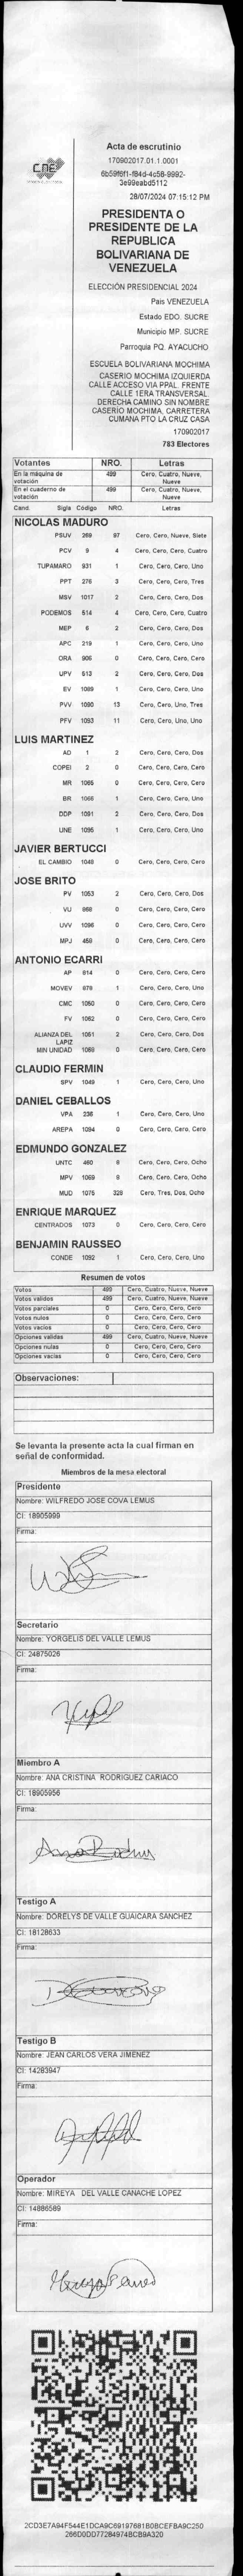 CNE
Acta de escrutinio
170902017.01.1.0001
6b59f6f1-f84d-4c58-9992-
3e99eabd5112
28/07/2024 07:15:12 PM
PRESIDENTA O
PRESIDENTE DE LA
REPUBLICA
BOLIVARIANA DE
VENEZUELA
ELECCIÓN PRESIDENCIAL 2024
Pais VENEZUELA
Estado EDO. SUCRE
Municipio MP. SUCRE
Parroquia PQ. AYACUCHO
ESCUELA BOLIVARIANA MOCHIMA
CASERIO MOCHIMA IZQUIERDA
CALLE ACCESO VIA PPAL. FRENTE
CALLE 1ERA TRANSVERSAL.
DERECHA CAMINO SIN NOMBRE
CASERÍO MOCHIMA, CARRETERA
CUMANA PTO LA CRUZ CASA
170902017
783 Electores
Votantes NRO. Letras
En la máquina de votación 499 Cero, Cuatro, Nueve, Nueve
En el cuaderno de votación 499 Cero, Cuatro, Nueve, Nueve
Cand. Sigla Código NRO. Letras
NICOLAS MADURO
PSUV 269 97 Cero, Cero, Nueve, Siete
PCV 9 4 Cero, Cero, Cero, Cuatro
TUPAMARO 931 1 Cero, Cero, Cero, Uno
PPT 276 3 Cero, Cero, Cero, Tres
MSV 1017 2 Cero, Cero, Cero, Dos
PODEMOS 514 4 Cero, Cero, Cero, Cuatro
MEP 6 2 Cero, Cero, Cero, Dos
APC 219 1 Cero, Cero, Cero, Uno
ORA 906 0 Cero, Cero, Cero, Cero
UPV 513 2 Cero, Cero, Cero, Dos
EV 1089 1 Cero, Cero, Cero, Uno
PVV 1090 13 Cero, Cero, Uno, Tres
PFV 1093 11 Cero, Cero, Uno, Uno
LUIS MARTINEZ
AD 1 2 Cero, Cero, Cero, Dos
COPEI 2 0 Cero, Cero, Cero, Cero
MR 1065 0 Cero, Cero, Cero, Cero
BR 1066 1 Cero, Cero, Cero, Uno
DDP 1091 2 Cero, Cero, Cero, Dos
UNE 1095 1 Cero, Cero, Cero, Uno
JAVIER BERTUCCI
EL CAMBIO 1048 0 Cero, Cero, Cero, Cero
JOSE BRITO
PV 1053 2 Cero, Cero, Cero, Dos
VU 868 0 Cero, Cero, Cero, Cero
UVV 1096 0 Cero, Cero, Cero, Cero
MPJ 458 0 Cero, Cero, Cero, Cero
ANTONIO ECARRI
AP 814 0 Cero, Cero, Cero, Cero
MOVEV 879 1 Cero, Cero, Cero, Uno
CMC 1050 0 Cero, Cero, Cero, Cero
FV 1052 0 Cero, Cero, Cero, Cero
ALIANZA DEL LAPIZ 1051 2 Cero, Cero, Cero, Dos
MIN UNIDAD 1088 0 Cero, Cero, Cero, Cero
CLAUDIO FERMIN
SPV 1049 1 Cero, Cero, Cero, Uno
DANIEL CEBALLOS
VPA 236 1 Cero, Cero, Cero, Uno
AREPA 1094 0 Cero, Cero, Cero, Cero
EDMUNDO GONZALEZ
UNTC 460 8 Cero, Cero, Cero, Ocho
MPV 1069 8 Cero, Cero, Cero, Ocho
MUD 1075 328 Cero, Tres, Dos, Ocho
ENRIQUE MARQUEZ
CENTRADOS 1073 0 Cero, Cero, Cero, Cero
BENJAMIN RAUSSEO
CONDE 1092 1 Cero, Cero, Cero, Uno
Resumen de votos
Votos 499 Cero, Cuatro, Nueve, Nueve
Votos validos 499 Cero, Cuatro, Nueve, Nueve
Votos parciales 0 Cero, Cero, Cero, Cero
Votos nulos 0 Cero, Cero, Cero, Cero
Votos vacios 0 Cero, Cero, Cero, Cero
Opciones validas 499 Cero, Cuatro, Nueve, Nueve
Opciones nulas 0 Cero, Cero, Cero, Cero
Opciones vacias 0 Cero, Cero, Cero, Cero
Observaciones:
Se levanta la presente acta la cual firman en
señal de conformidad.
Miembros de la mesa electoral
Presidente
Nombre: WILFREDO JOSE COVA LEMUS
CI: 18905999
Firma:
Secretario
Nombre: YORGELIS DEL VALLE LEMUS
CI: 24875026
Firma:
Miembro A
Nombre: ANA CRISTINA RODRIGUEZ CARIACO
CI: 18905956
Firma:
Testigo A
Nombre: DORELYS DE VALLE GUAICARA SANCHEZ
CI: 18128633
Firma:
Testigo B
Nombre: JEAN CARLOS VERA JIMENEZ
CI: 14283947
Firma:
Operador
Nombre: MIREYA DEL VALLE CANACHE LOPEZ
CI: 14886589
Firma:
2CD3E7A94F544E1DCA9C69197681B0BCEFBA9C250
266D0DD77284974BCB9A320